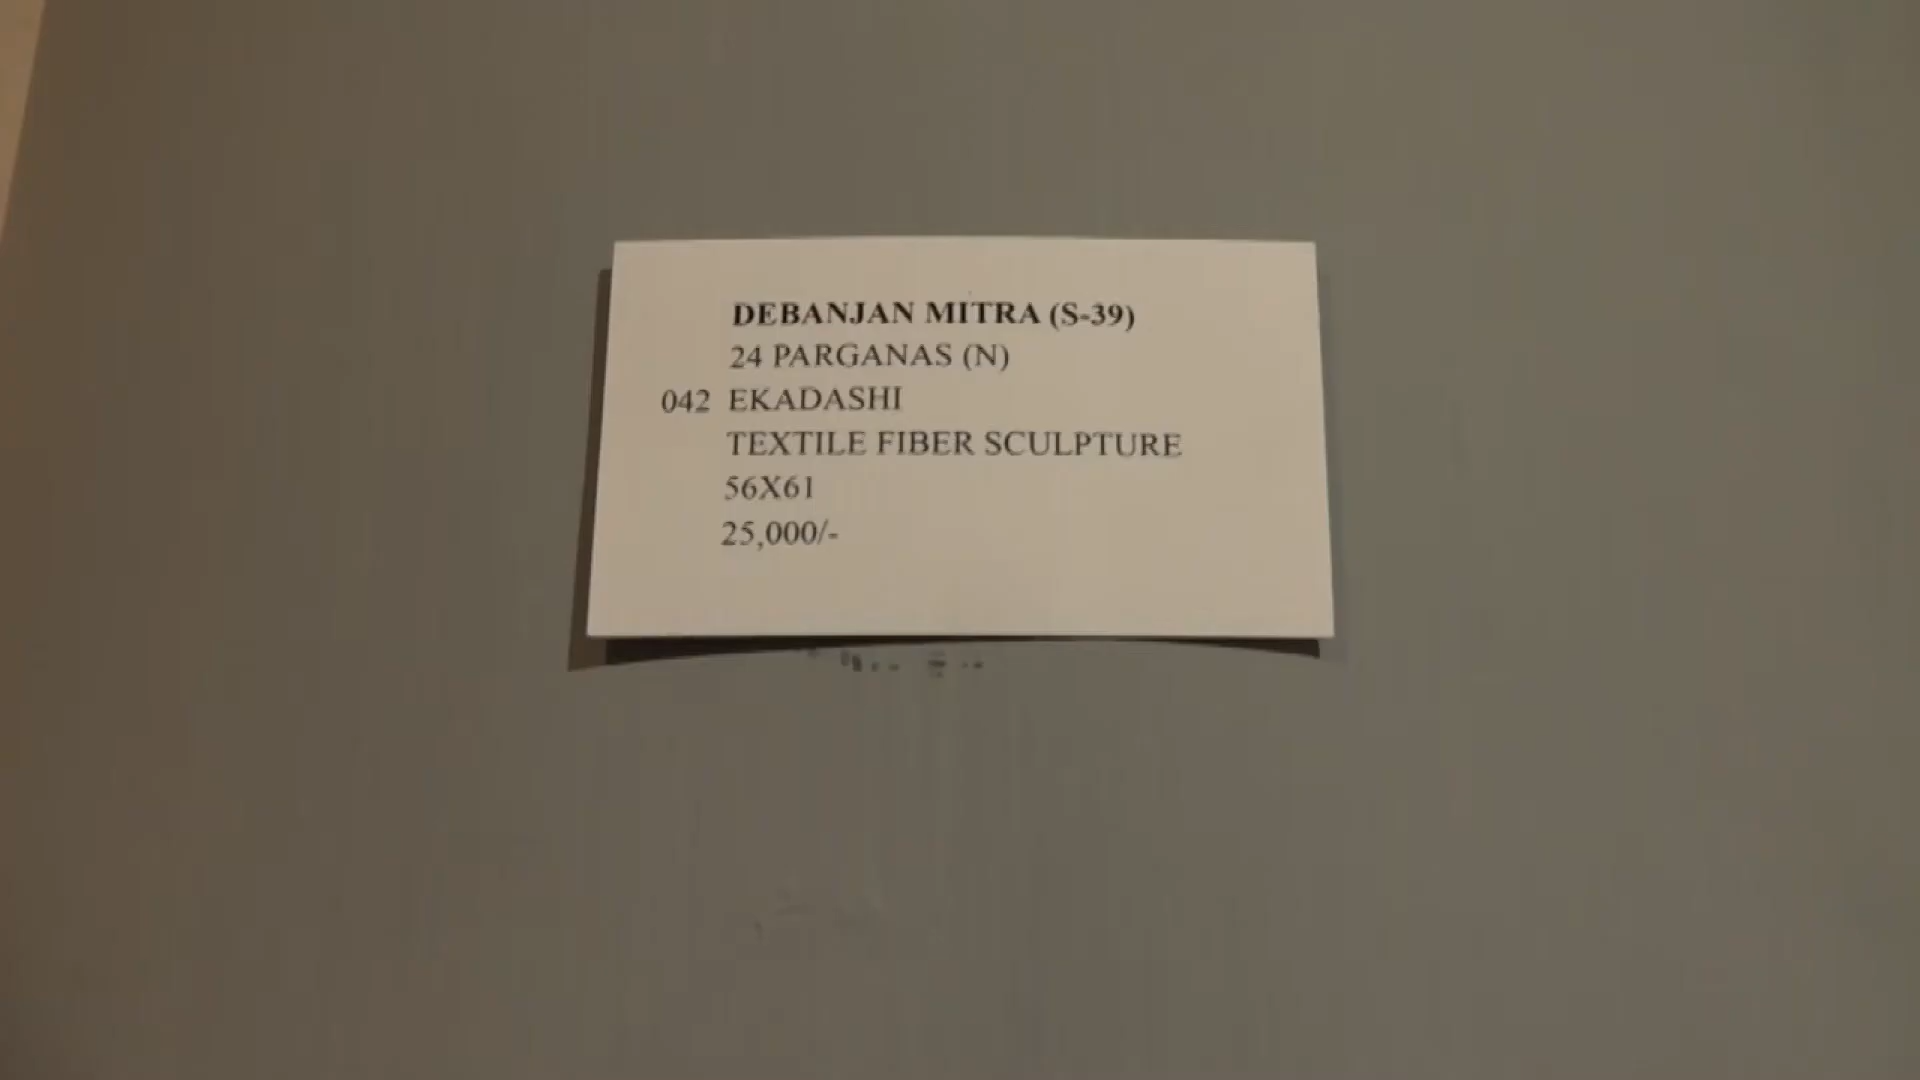 DEBANJAN MITRA (S-39)
24 PARGANAS (N)
042 EKADASHI
TEXTILE FIBER SCULPTURE
56X61
25,000/-